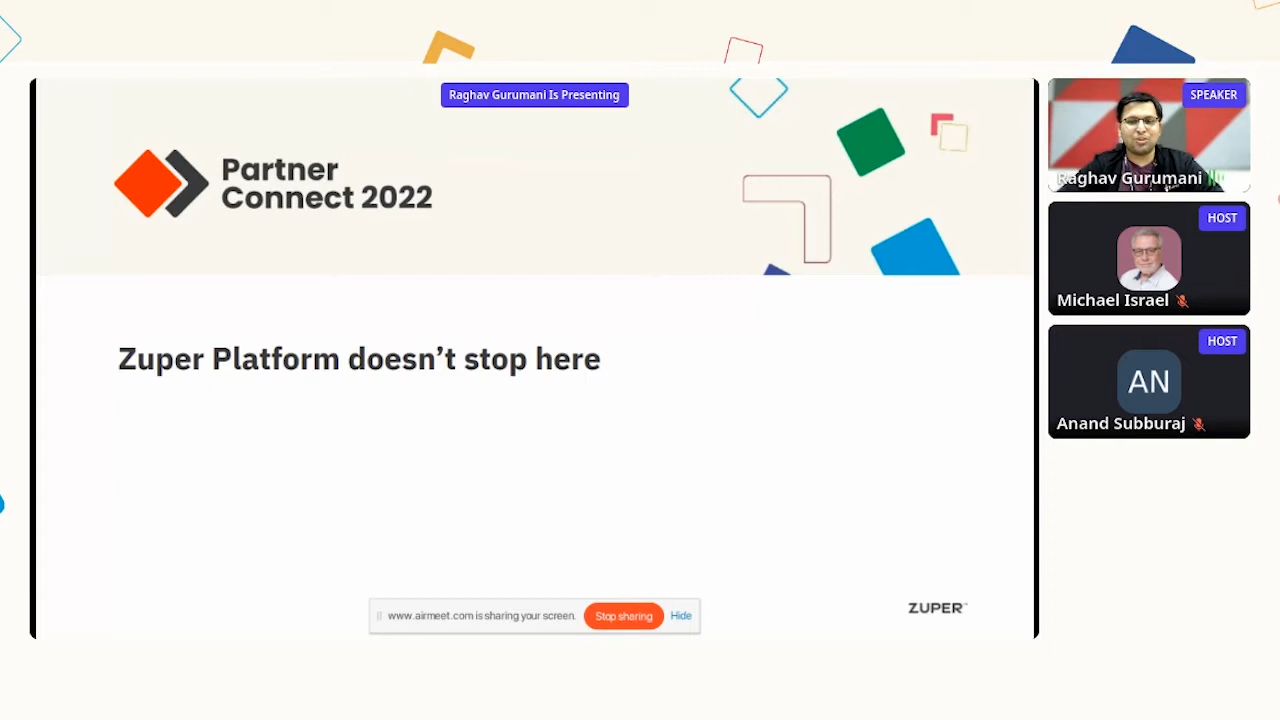 Raghav Gurumani Is Presenting
Partner
Connect 2022
Zuper Platform doesn’t stop here
www.airmeet.com is sharing your screen. Stop sharing Hide
ZUPER
SPEAKER
Raghav Gurumani
HOST
Michael Israel
HOST
AN
Anand Subburaj